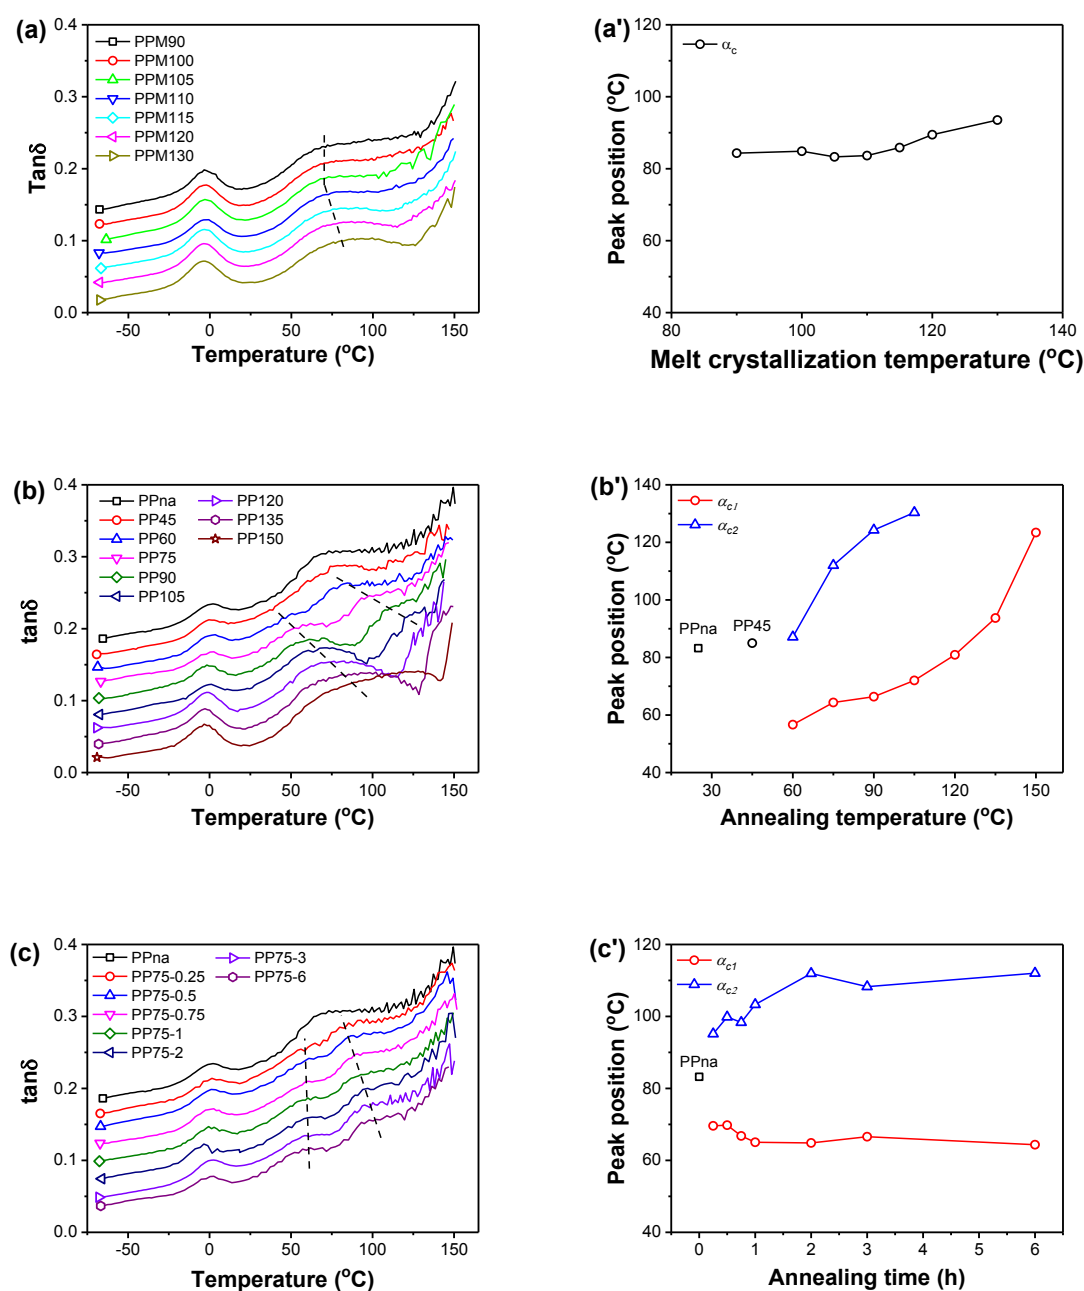 (a)
0.4
0.3
0.2
0.1
0.0
Tanδ
PPM90
PPM100
PPM105
PPM110
PPM115
PPM120
PPM130
-50 0 50 100 150
Temperature (°C)
(a')
120
100
80
60
40
Peak position (°C)
α_c
80 100 120 140
Melt crystallization temperature (°C)
(b)
0.4
0.3
0.2
0.1
0.0
tanδ
PPna PP120
PP45 PP135
PP60 PP150
PP75
PP90
PP105
-50 0 50 100 150
Temperature (°C)
(b')
140
120
100
80
60
40
Peak position (°C)
α_c1
α_c2
PPna PP45
30 60 90 120 150
Annealing temperature (°C)
(c)
0.4
0.3
0.2
0.1
0.0
tanδ
PPna PP75-3
PP75-0.25 PP75-6
PP75-0.5
PP75-0.75
PP75-1
PP75-2
-50 0 50 100 150
Temperature (°C)
(c')
120
100
80
60
40
Peak position (°C)
α_c1
α_c2
PPna
0 1 2 3 4 5 6
Annealing time (h)